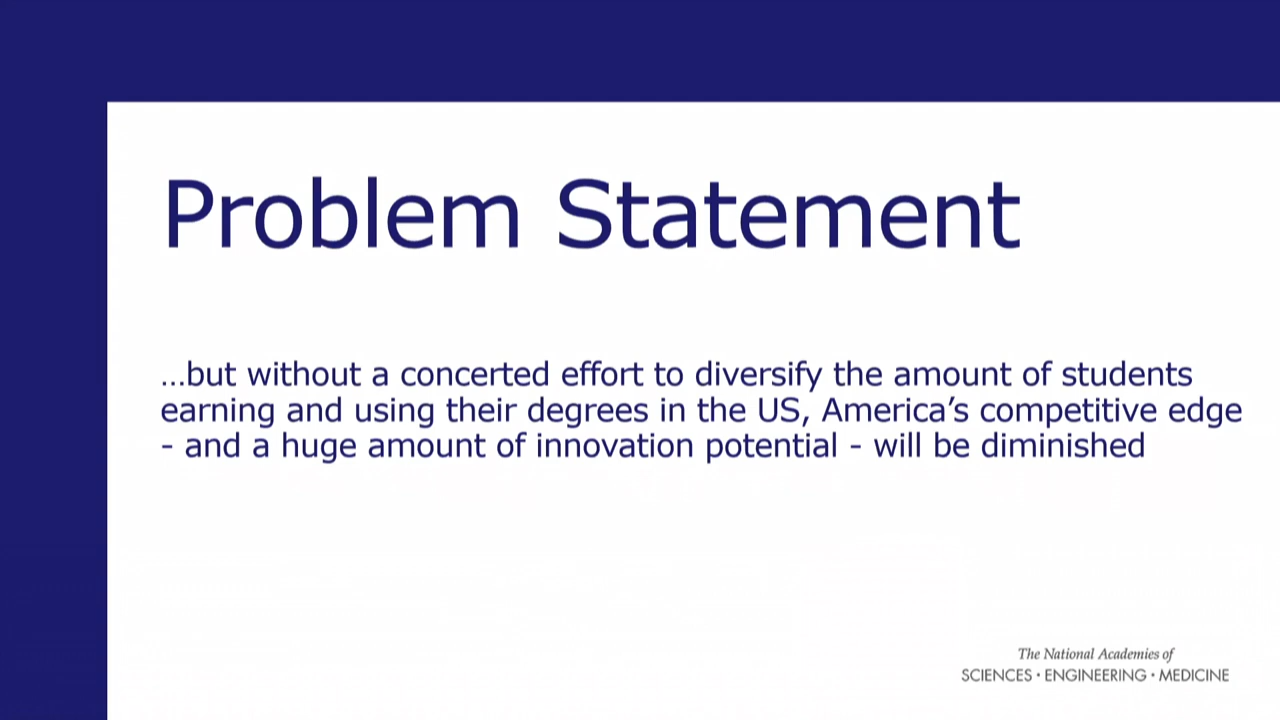 Problem Statement
…but without a concerted effort to diversify the amount of students
earning and using their degrees in the US, America’s competitive edge
- and a huge amount of innovation potential - will be diminished
The National Academies of
SCIENCES · ENGINEERING · MEDICINE